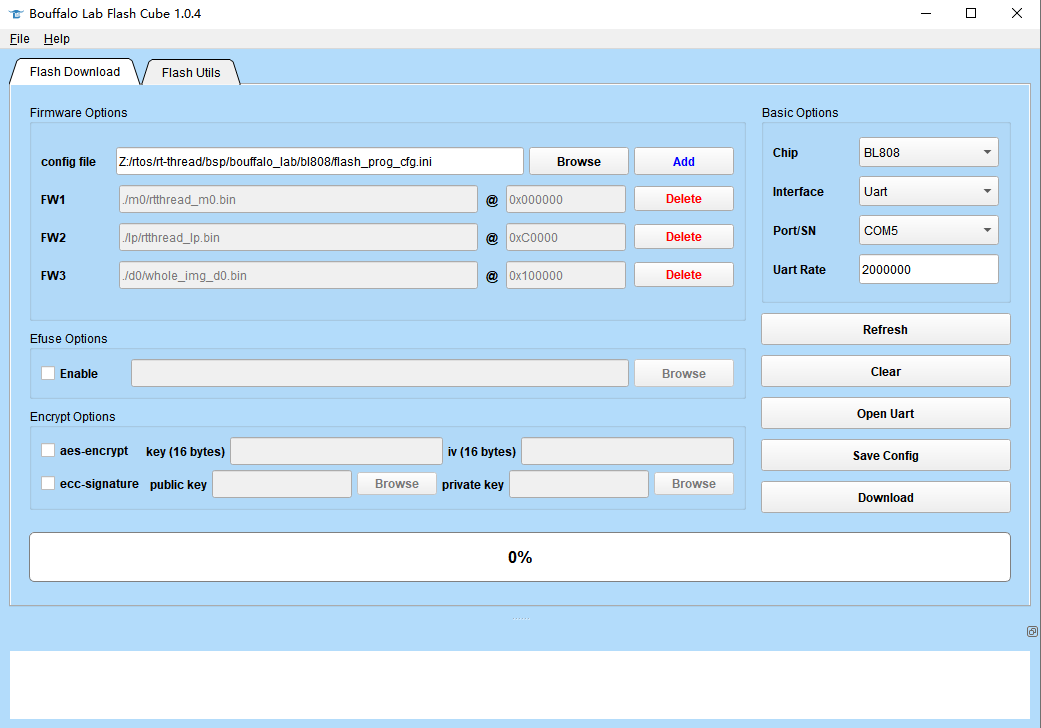 Bouffalo Lab Flash Cube 1.0.4
File Help
Flash Download Flash Utils
Firmware Options
config file Z:/rtos/rt-thread/bsp/bouffalo_lab/bl808/flash_prog_cfg.ini Browse Add
FW1 ./m0/rtthread_m0.bin @ 0x000000 Delete
FW2 ./lp/rtthread_lp.bin @ 0xC0000 Delete
FW3 ./d0/whole_img_d0.bin @ 0x100000 Delete
Efuse Options
Enable Browse
Encrypt Options
aes-encrypt key (16 bytes) iv (16 bytes)
ecc-signature public key Browse private key Browse
Basic Options
Chip BL808
Interface Uart
Port/SN COM5
Uart Rate 2000000
Refresh
Clear
Open Uart
Save Config
Download
0%